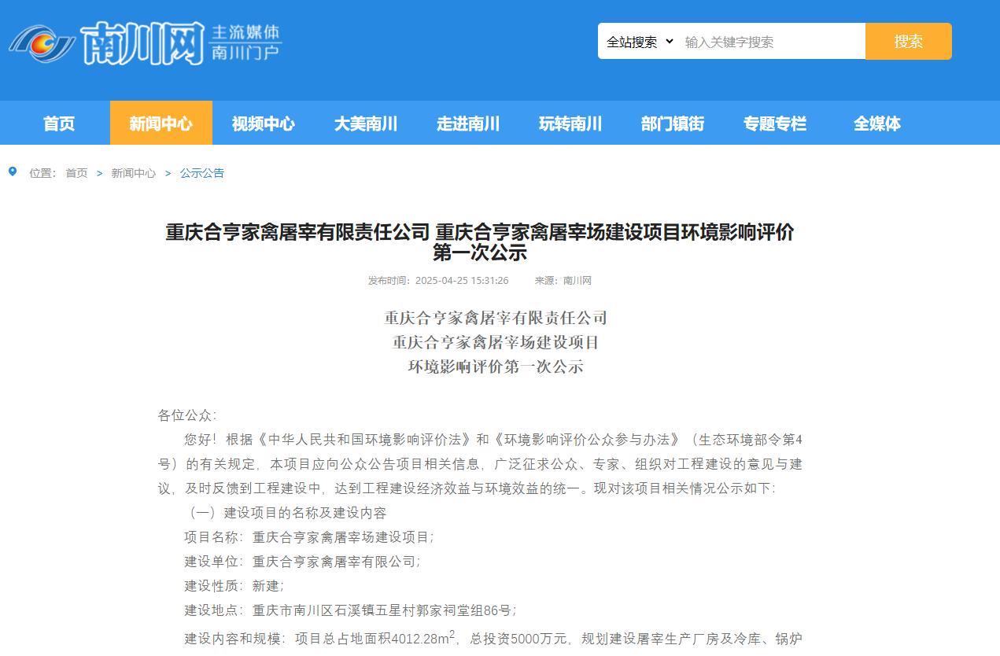 南川网
主流媒体
南川门户
全站搜索
输入关键字搜索
搜索
首页 新闻中心 视频中心 大美南川 走进南川 玩转南川 部门镇街 专题专栏 全媒体
位置： 首页 > 新闻中心 > 公示公告
重庆合亨家禽屠宰有限责任公司 重庆合亨家禽屠宰场建设项目环境影响评价
第一次公示
发布时间：2025-04-25 15:31:26 来源：南川网
重庆合亨家禽屠宰有限责任公司
重庆合亨家禽屠宰场建设项目
环境影响评价第一次公示
各位公众：
您好！根据《中华人民共和国环境影响评价法》和《环境影响评价公众参与办法》（生态环境部令第4
号）的有关规定，本项目应向公众公告项目相关信息，广泛征求公众、专家、组织对工程建设的意见与建
议，及时反馈到工程建设中，达到工程建设经济效益与环境效益的统一。现对该项目相关情况公示如下：
（一）建设项目的名称及建设内容
项目名称：重庆合亨家禽屠宰场建设项目；
建设单位：重庆合亨家禽屠宰有限公司；
建设性质：新建；
建设地点：重庆市南川区石溪镇五星村郭家祠堂组86号；
建设内容和规模：项目总占地面积4012.28m²，总投资5000万元，规划建设屠宰生产厂房及冷库、锅炉